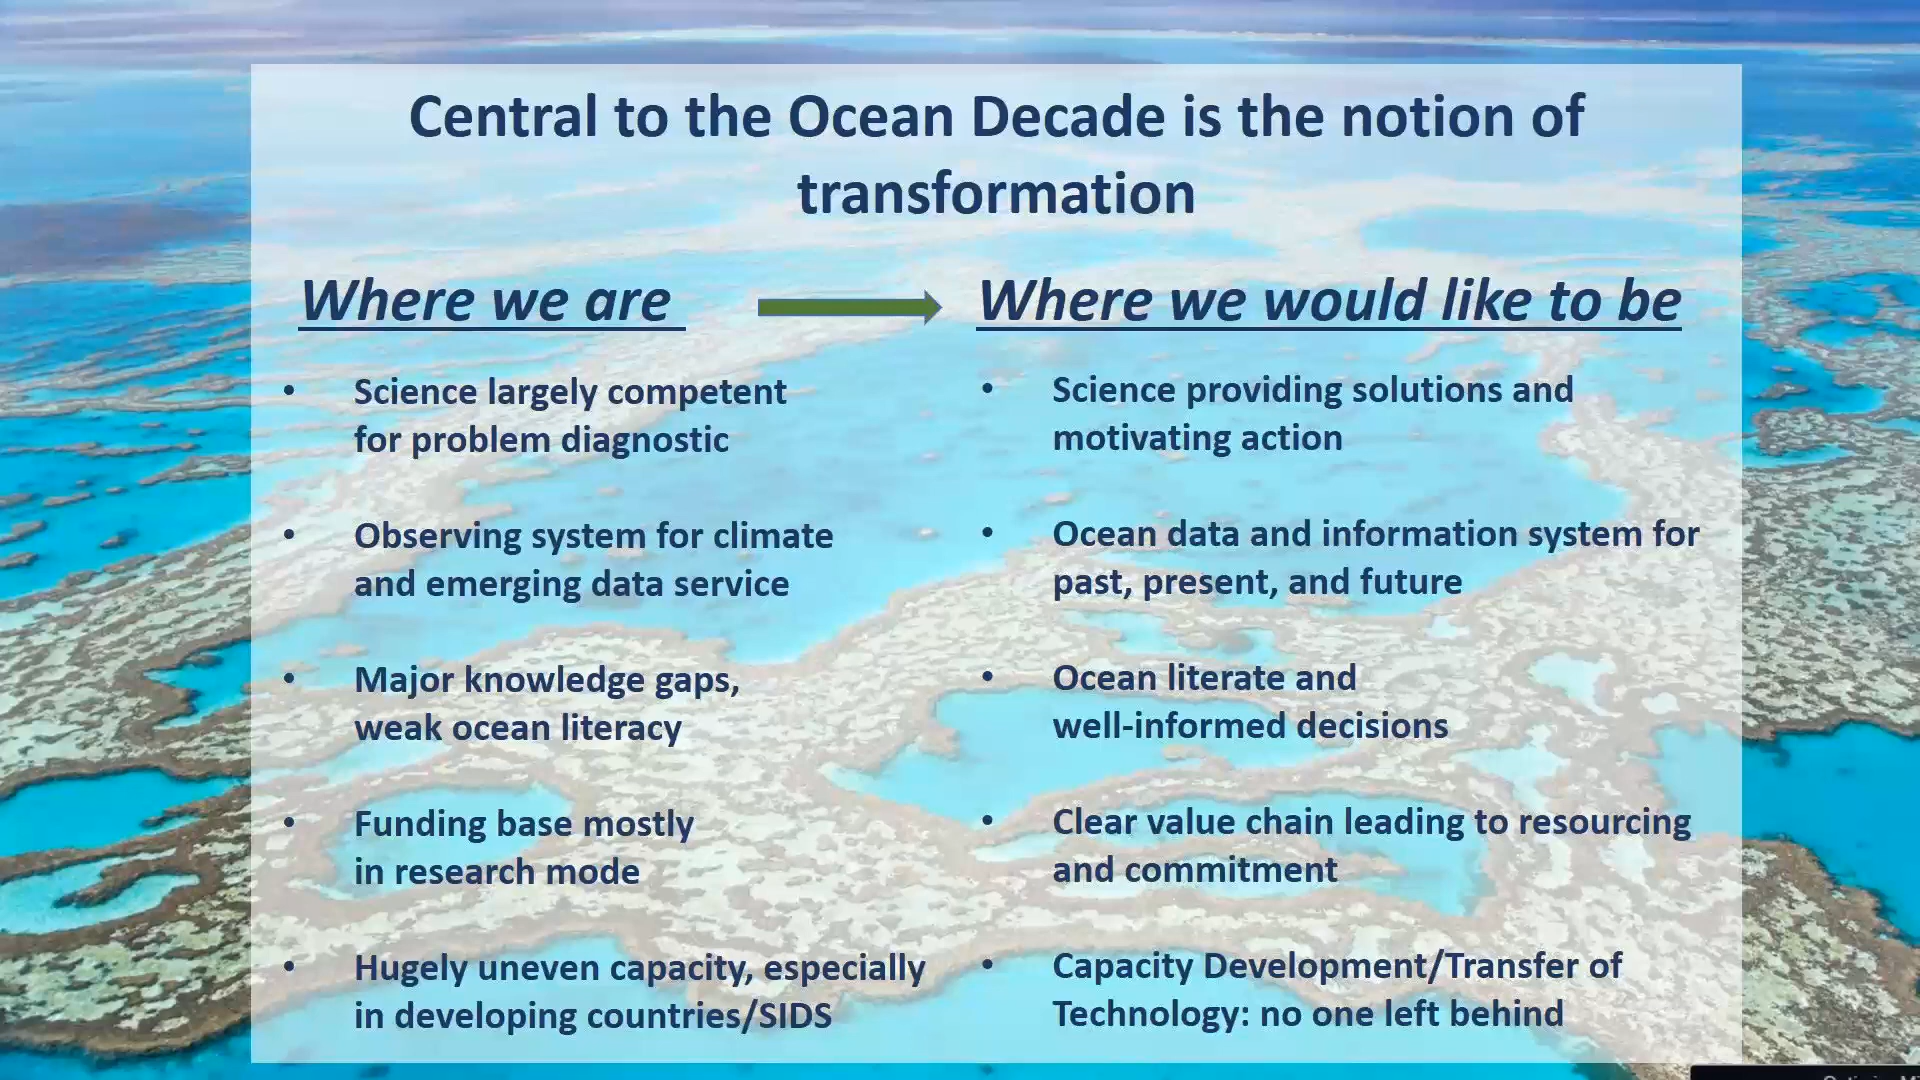 Central to the Ocean Decade is the notion of
transformation
Where we are
Where we would like to be
• Science largely competent
for problem diagnostic
• Observing system for climate
and emerging data service
• Major knowledge gaps,
weak ocean literacy
• Funding base mostly
in research mode
• Hugely uneven capacity, especially
in developing countries/SIDS
• Science providing solutions and
motivating action
• Ocean data and information system for
past, present, and future
• Ocean literate and
well-informed decisions
• Clear value chain leading to resourcing
and commitment
• Capacity Development/Transfer of
Technology: no one left behind